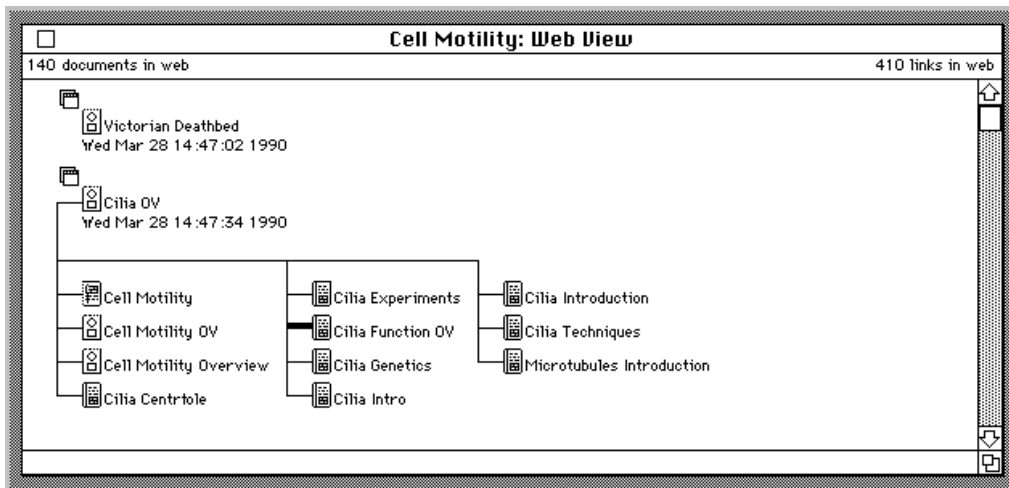 Cell Motility: Web View
140 documents in web 410 links in web
Victorian Deathbed
Wed Mar 28 14:47:02 1990
Cilia OV
Wed Mar 28 14:47:34 1990
Cell Motility Cilia Experiments Cilia Introduction
Cell Motility OV Cilia Function OV Cilia Techniques
Cell Motility Overview Cilia Genetics Microtubules Introduction
Cilia Centrtole Cilia Intro